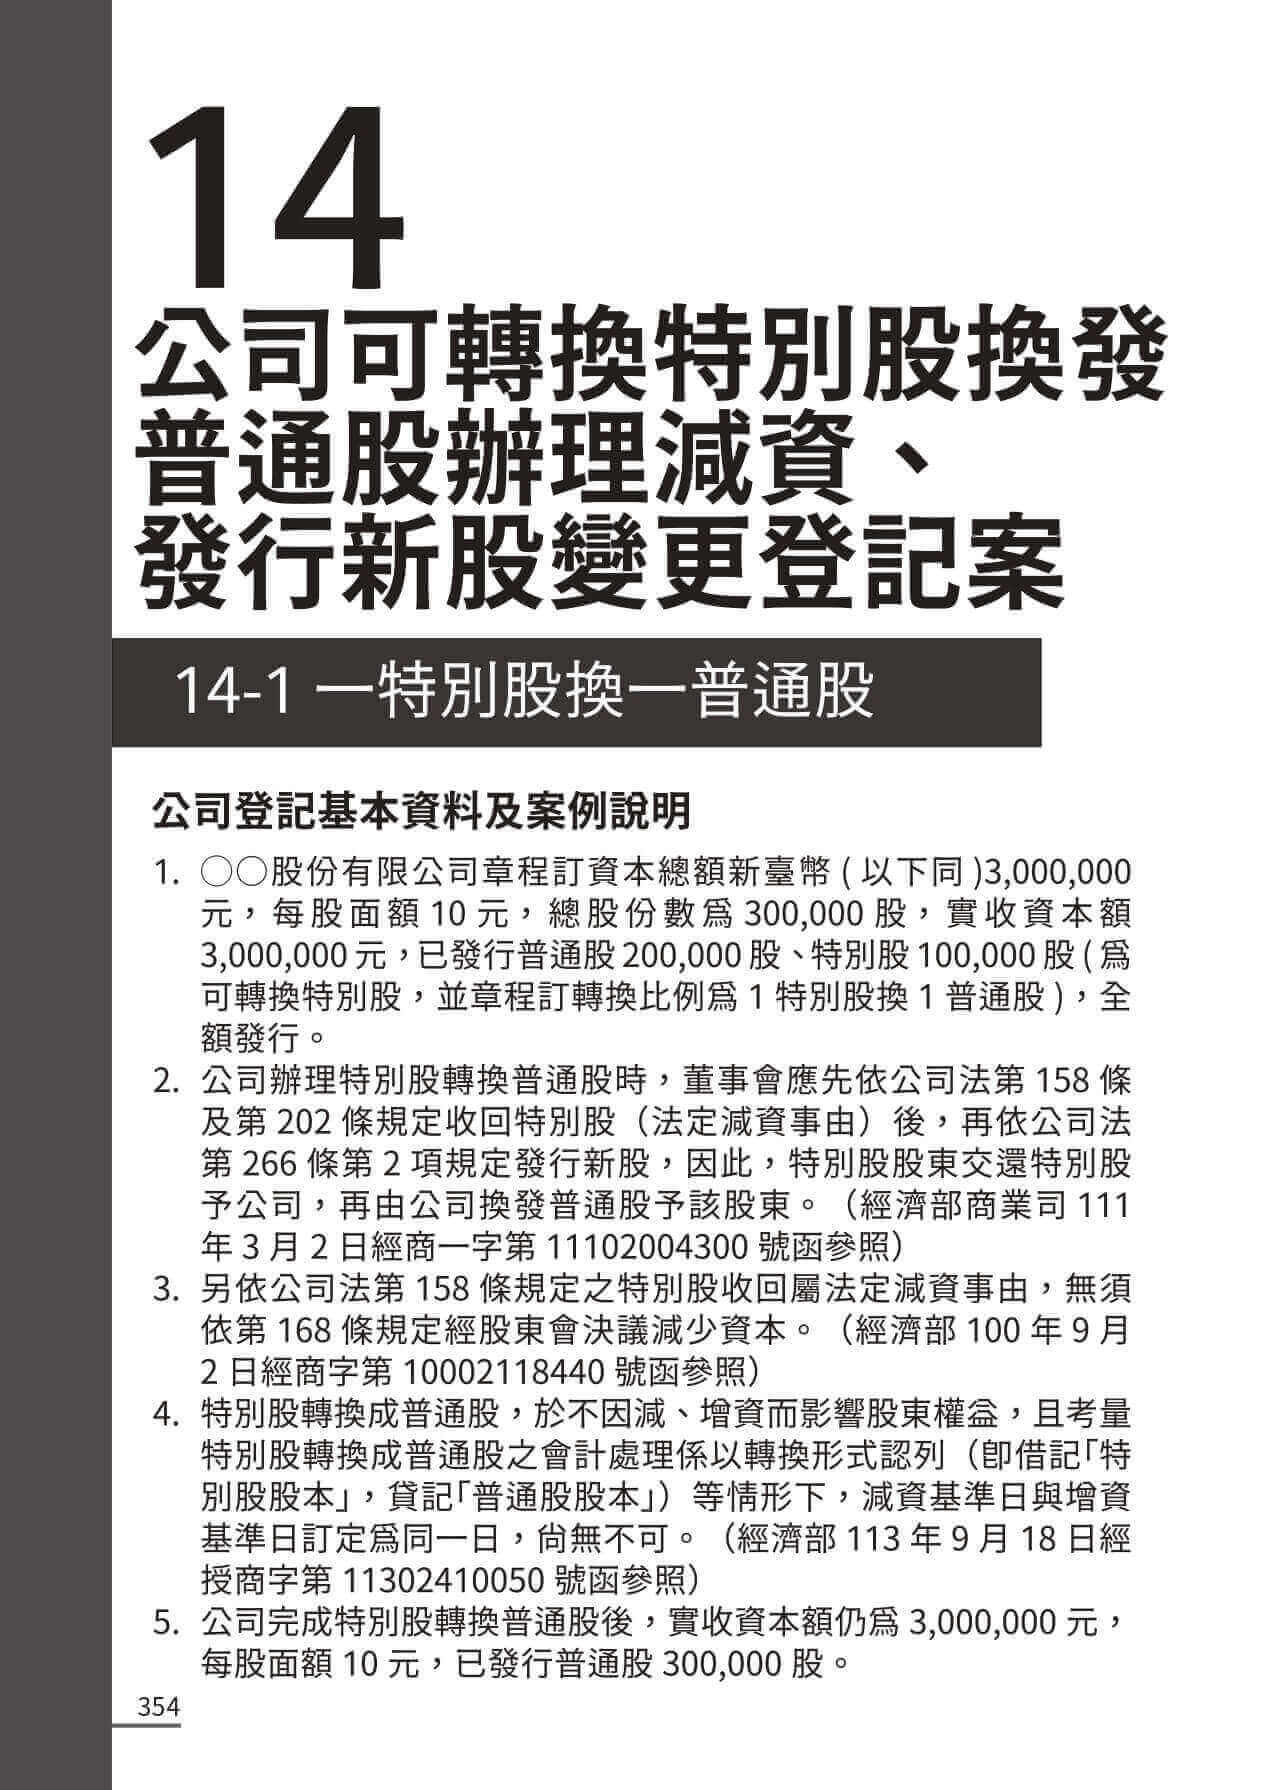 14
公司可轉換特別股換發
普通股辦理減資、
發行新股變更登記案
14-1 一特別股換一普通股
公司登記基本資料及案例說明
1. ○○股份有限公司章程訂資本總額新臺幣 ( 以下同 )3,000,000
元，每股面額 10 元，總股份數爲 300,000 股，實收資本額
3,000,000 元，已發行普通股 200,000 股、特別股 100,000 股 ( 爲
可轉換特別股，並章程訂轉換比例爲 1 特別股換 1 普通股 )，全
額發行。
2. 公司辦理特別股轉換普通股時，董事會應先依公司法第 158 條
及第 202 條規定收回特別股（法定減資事由）後，再依公司法
第 266 條第 2 項規定發行新股，因此，特別股股東交還特別股
予公司，再由公司換發普通股予該股東。（經濟部商業司 111
年 3 月 2 日經商一字第 11102004300 號函參照）
3. 另依公司法第 158 條規定之特別股收回屬法定減資事由，無須
依第 168 條規定經股東會決議減少資本。（經濟部 100 年 9 月
2 日經商字第 10002118440 號函參照）
4. 特別股轉換成普通股，於不因減、增資而影響股東權益，且考量
特別股轉換成普通股之會計處理係以轉換形式認列（卽借記「特
別股股本」，貸記「普通股股本」）等情形下，減資基準日與增資
基準日訂定爲同一日，尙無不可。（經濟部 113 年 9 月 18 日經
授商字第 11302410050 號函參照）
5. 公司完成特別股轉換普通股後，實收資本額仍爲 3,000,000 元，
每股面額 10 元，已發行普通股 300,000 股。
354